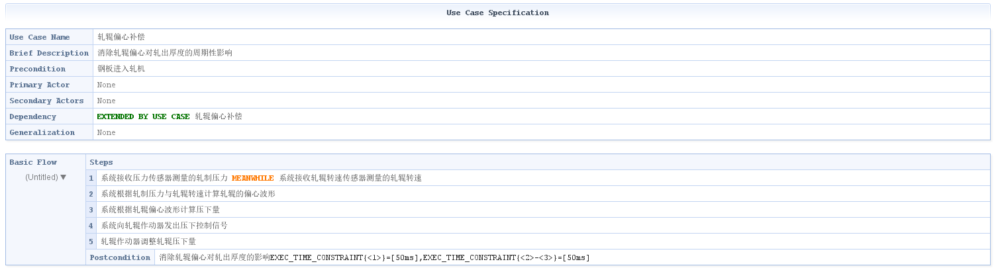 Use Case Specification
Use Case Name 轧辊偏心补偿
Brief Description 消除轧辊偏心对轧出厚度的周期性影响
Precondition 钢板进入轧机
Primary Actor None
Secondary Actors None
Dependency EXTENDED BY USE CASE 轧辊偏心补偿
Generalization None
Basic Flow Steps
(Untitled) ▼
1 系统接收压力传感器测量的轧制压力 MEANWHILE 系统接收轧辊转速传感器测量的轧辊转速
2 系统根据轧制压力与轧辊转速计算轧辊的偏心波形
3 系统根据轧辊偏心波形计算压下量
4 系统向轧辊作动器发出压下控制信号
5 轧辊作动器调整轧辊压下量
Postcondition 消除轧辊偏心对轧出厚度的影响EXEC_TIME_CONSTRAINT{<1>}=[50ms],EXEC_TIME_CONSTRAINT{<2>-<3>}=[50ms]